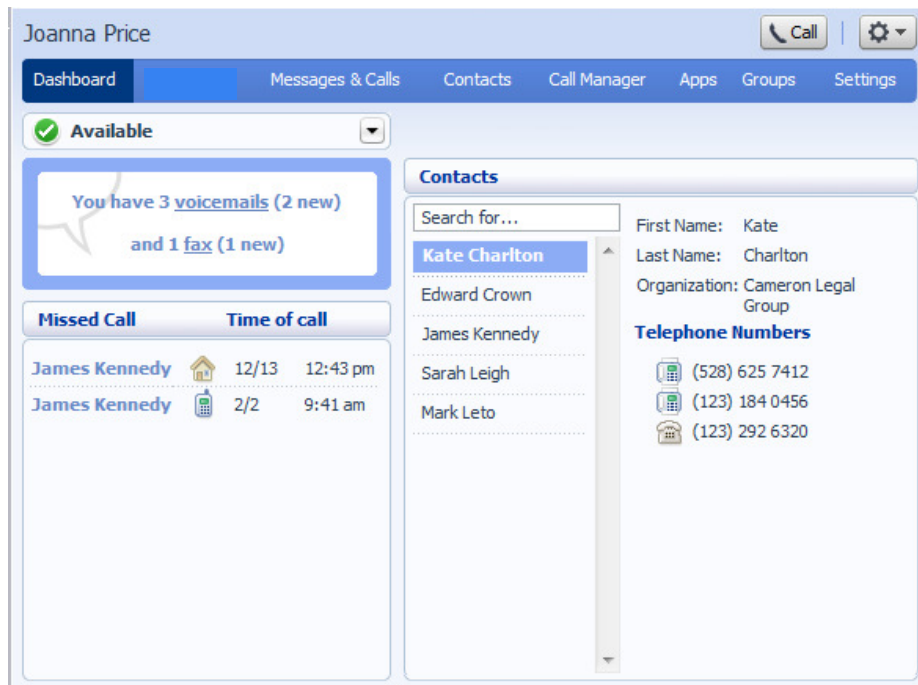 Joanna Price
Call
Dashboard Messages & Calls Contacts Call Manager Apps Groups Settings
Available
You have 3 voicemails (2 new)
and 1 fax (1 new)
Missed Call Time of call
James Kennedy 12/13 12:43 pm
James Kennedy 2/2 9:41 am
Contacts
Search for...
Kate Charlton
Edward Crown
James Kennedy
Sarah Leigh
Mark Leto
First Name: Kate
Last Name: Charlton
Organization: Cameron Legal
Group
Telephone Numbers
(528) 625 7412
(123) 184 0456
(123) 292 6320